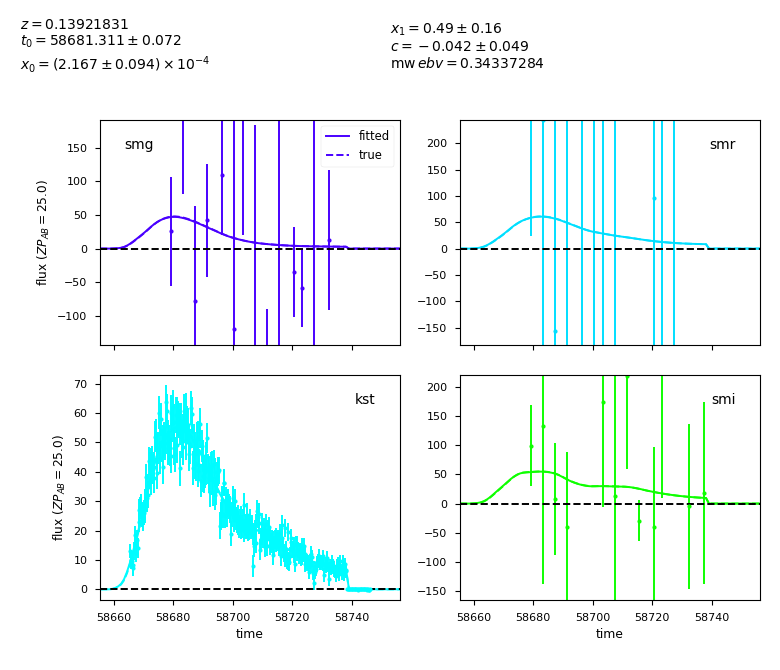 z = 0.13921831
t₀ = 58681.311 ± 0.072
x₀ = (2.167 ± 0.094) × 10⁻⁴
x₁ = 0.49 ± 0.16
c = −0.042 ± 0.049
mw ebv = 0.34337284
smg
fitted
true
150
100
50
0
−50
−100
flux (ZP_AB = 25.0)
smr
200
150
100
50
0
−50
−100
−150
kst
70
60
50
40
30
20
10
0
flux (ZP_AB = 25.0)
58660 58680 58700 58720 58740
time
smi
200
150
100
50
0
−50
−100
−150
58660 58680 58700 58720 58740
time